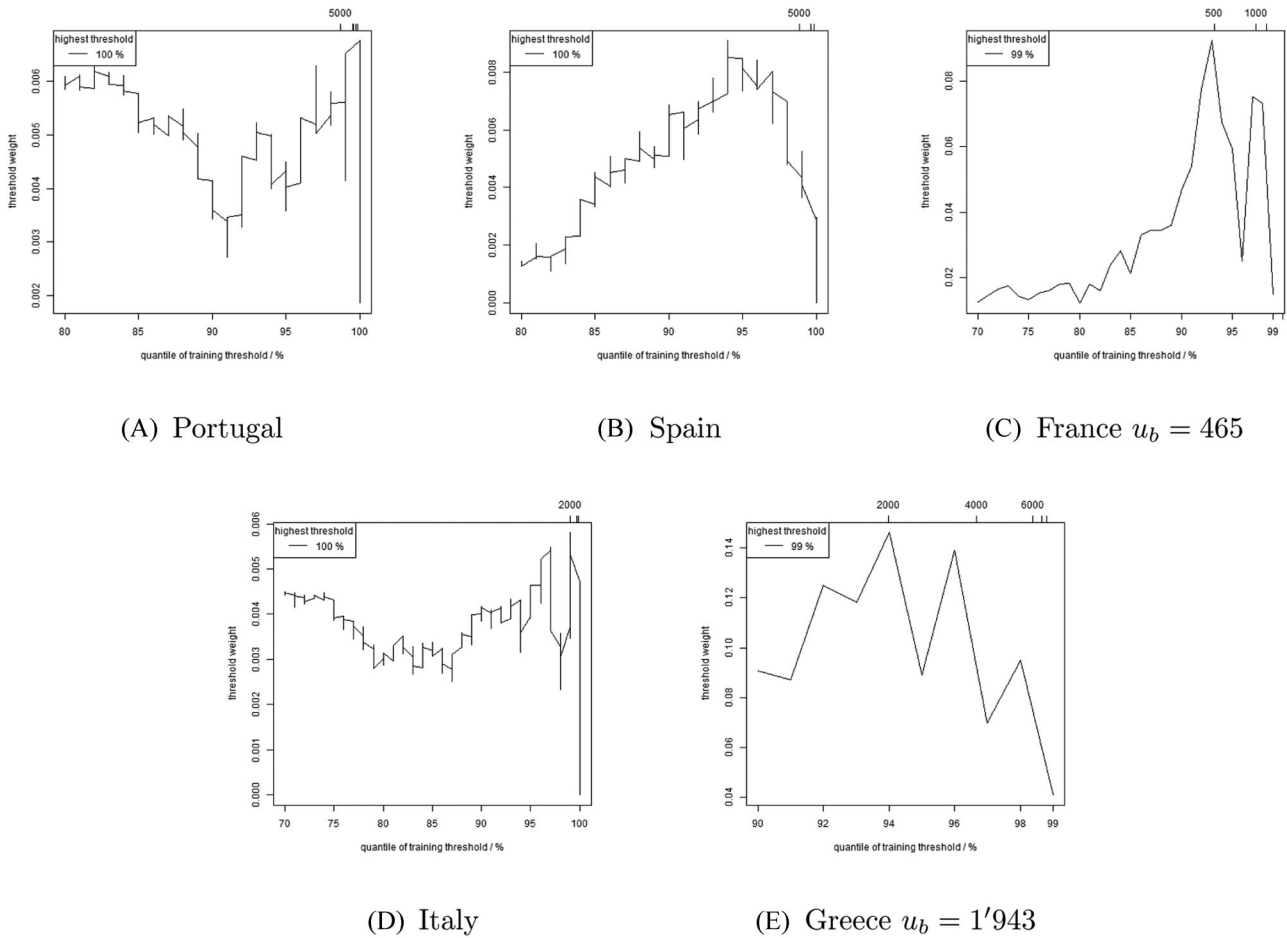 5000
highest threshold
100 %
threshold weight
0.006
0.005
0.004
0.003
0.002
80 85 90 95 100
quantile of training threshold / %
(A) Portugal
5000
highest threshold
100 %
threshold weight
0.008
0.006
0.004
0.002
0.000
80 85 90 95 100
quantile of training threshold / %
(B) Spain
500 1000
highest threshold
99 %
threshold weight
0.08
0.06
0.04
0.02
70 75 80 85 90 95 99
quantile of training threshold / %
(C) France u_b = 465
2000
highest threshold
100 %
threshold weight
0.006
0.005
0.004
0.003
0.002
0.001
0.000
70 75 80 85 90 95 100
quantile of training threshold / %
(D) Italy
2000 4000 6000
highest threshold
99 %
threshold weight
0.14
0.12
0.10
0.08
0.06
0.04
90 92 94 96 98 99
quantile of training threshold / %
(E) Greece u_b = 1′943